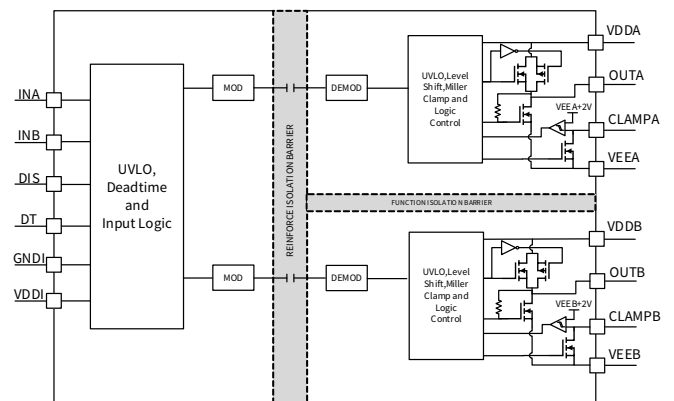 INA
INB
DIS
DT
GNDI
VDDI
UVLO,
Deadtime
and
Input Logic
MOD
MOD
REINFORCE ISOLATION BARRIER
DEMOD
UVLO,Level
Shift,Miller
Clamp and
Logic
Control
VEEA+2V
VDDA
OUTA
CLAMPA
VEEA
FUNCTION ISOLATION BARRIER
DEMOD
UVLO,Level
Shift,Miller
Clamp and
Logic
Control
VEEB+2V
VDDB
OUTB
CLAMPB
VEEB